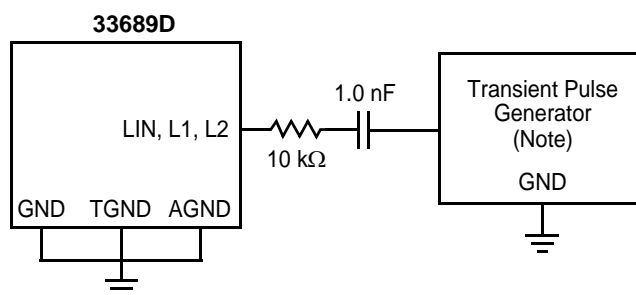 33689D
LIN, L1, L2
GND TGND AGND
10 kΩ
1.0 nF
Transient Pulse
Generator
(Note)
GND